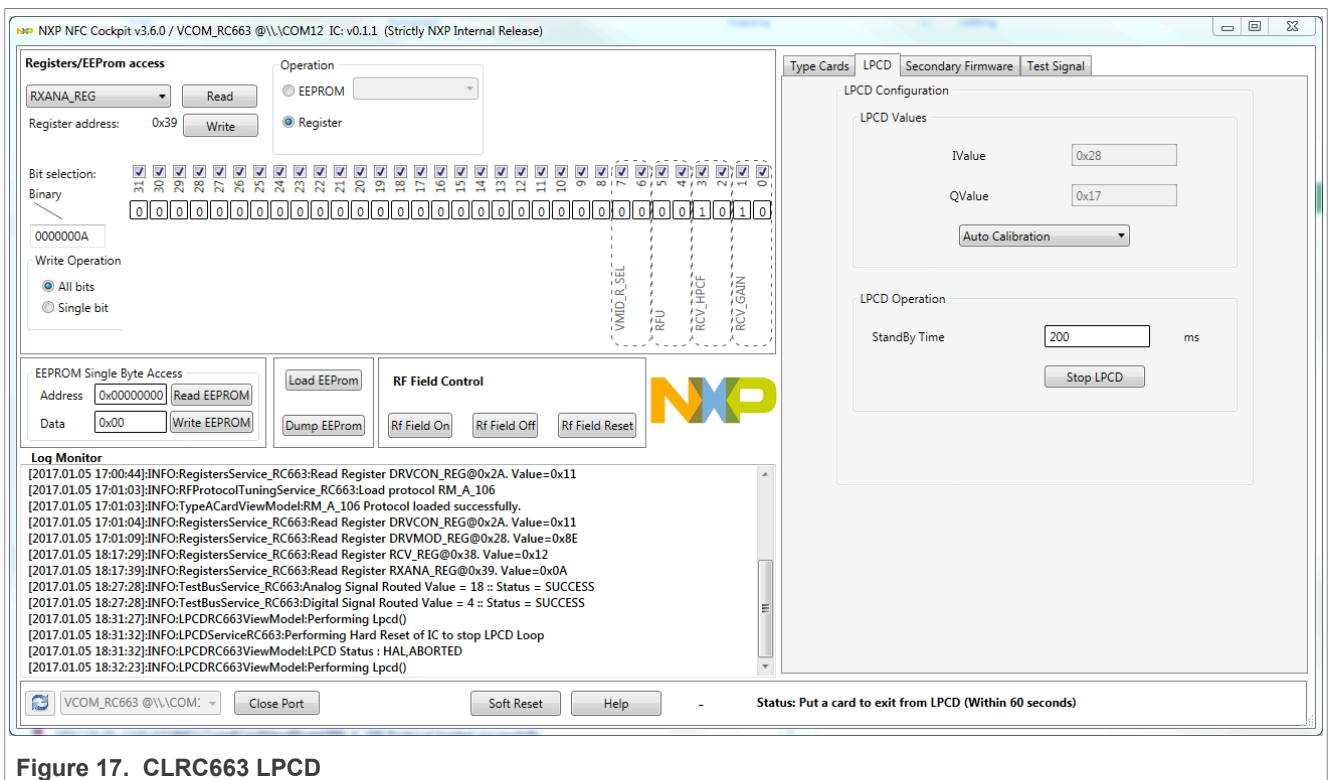 NXP NFC Cockpit v3.6.0 / VCOM_RC663 @\\.\COM12 IC: v0.1.1 (Strictly NXP Internal Release)
Registers/EEProm access
RXANA_REG Read
Register address: 0x39 Write
Operation
EEPROM
Register
Bit selection:
31 30 29 28 27 26 25 24 23 22 21 20 19 18 17 16 15 14 13 12 11 10 9 8 7 6 5 4 3 2 1 0
Binary
0 0 0 0 0 0 0 0 0 0 0 0 0 0 0 0 0 0 0 0 0 0 0 0 0 0 0 0 1 0 1 0
0000000A
Write Operation
All bits
Single bit
VMID_R_SEL RFU RCV_HPCF RCV_GAIN
EEPROM Single Byte Access
Address 0x00000000 Read EEPROM
Data 0x00 Write EEPROM
Load EEProm
Dump EEProm
RF Field Control
Rf Field On Rf Field Off Rf Field Reset
NXP
Log Monitor
[2017.01.05 17:00:44]:INFO:RegistersService_RC663:Read Register DRVCON_REG@0x2A. Value=0x11
[2017.01.05 17:01:03]:INFO:RFProtocolTuningService_RC663:Load protocol RM_A_106
[2017.01.05 17:01:03]:INFO:TypeACardViewModel:RM_A_106 Protocol loaded successfully.
[2017.01.05 17:01:04]:INFO:RegistersService_RC663:Read Register DRVCON_REG@0x2A. Value=0x11
[2017.01.05 17:01:09]:INFO:RegistersService_RC663:Read Register DRVMOD_REG@0x28. Value=0x8E
[2017.01.05 18:17:29]:INFO:RegistersService_RC663:Read Register RCV_REG@0x38. Value=0x12
[2017.01.05 18:17:39]:INFO:RegistersService_RC663:Read Register RXANA_REG@0x39. Value=0x0A
[2017.01.05 18:27:28]:INFO:TestBusService_RC663:Analog Signal Routed Value = 18 :: Status = SUCCESS
[2017.01.05 18:27:28]:INFO:TestBusService_RC663:Digital Signal Routed Value = 4 :: Status = SUCCESS
[2017.01.05 18:31:27]:INFO:LPCDRC663ViewModel:Performing Lpcd()
[2017.01.05 18:31:32]:INFO:LPCDServiceRC663:Performing Hard Reset of IC to stop LPCD Loop
[2017.01.05 18:31:32]:INFO:LPCDRC663ViewModel:LPCD Status : HAL,ABORTED
[2017.01.05 18:32:23]:INFO:LPCDRC663ViewModel:Performing Lpcd()
Type Cards LPCD Secondary Firmware Test Signal
LPCD Configuration
LPCD Values
IValue 0x28
QValue 0x17
Auto Calibration
LPCD Operation
StandBy Time 200 ms
Stop LPCD
VCOM_RC663 @\\.\COM: Close Port Soft Reset Help - Status: Put a card to exit from LPCD (Within 60 seconds)
Figure 17. CLRC663 LPCD